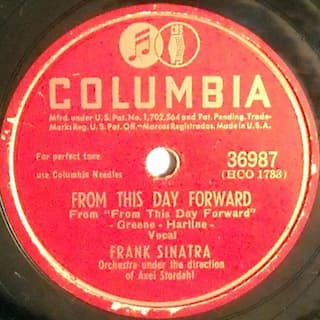 COLUMBIA
Mfrd. under U.S. Pat. No. 1,702,564 and Pat. Pending. Trade-
Marks Reg. U.S. Pat. Off.-Marcas Registradas. Made in U.S.A.
For perfect tone
use Columbia Needles
36987
(HCO 1783)
FROM THIS DAY FORWARD
From "From This Day Forward"
- Greene - Harline -
Vocal
FRANK SINATRA
Orchestra under the direction
of Axel Stordahl